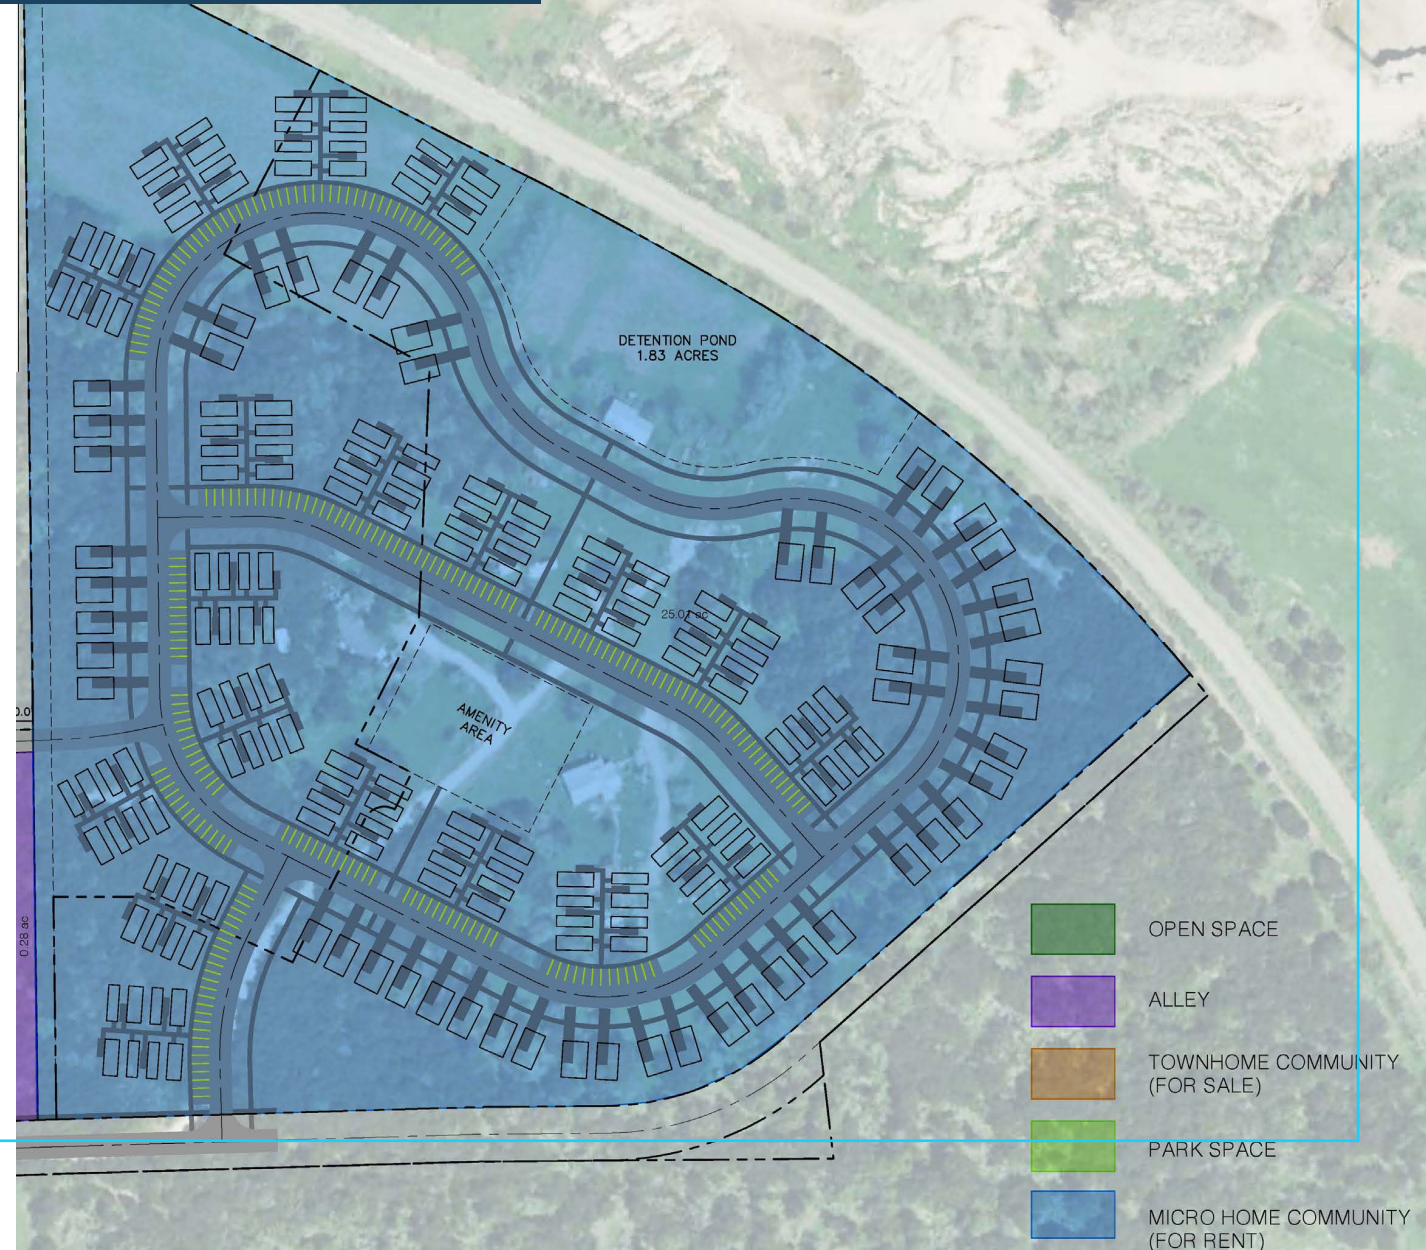 DETENTION POND
1.83 ACRES
25.01 ac
AMENITY
AREA
0.28 ac
OPEN SPACE
ALLEY
TOWNHOME COMMUNITY
(FOR SALE)
PARK SPACE
MICRO HOME COMMUNITY
(FOR RENT)